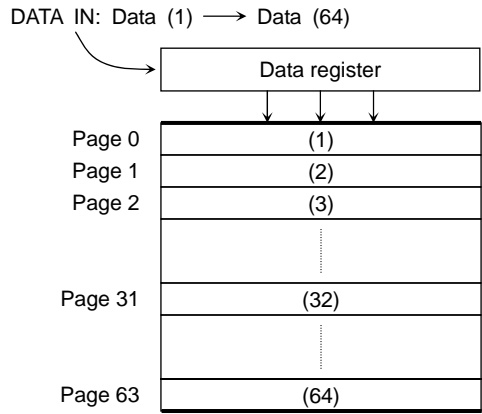 DATA IN: Data (1) → Data (64)
Data register
Page 0 (1)
Page 1 (2)
Page 2 (3)
Page 31 (32)
Page 63 (64)